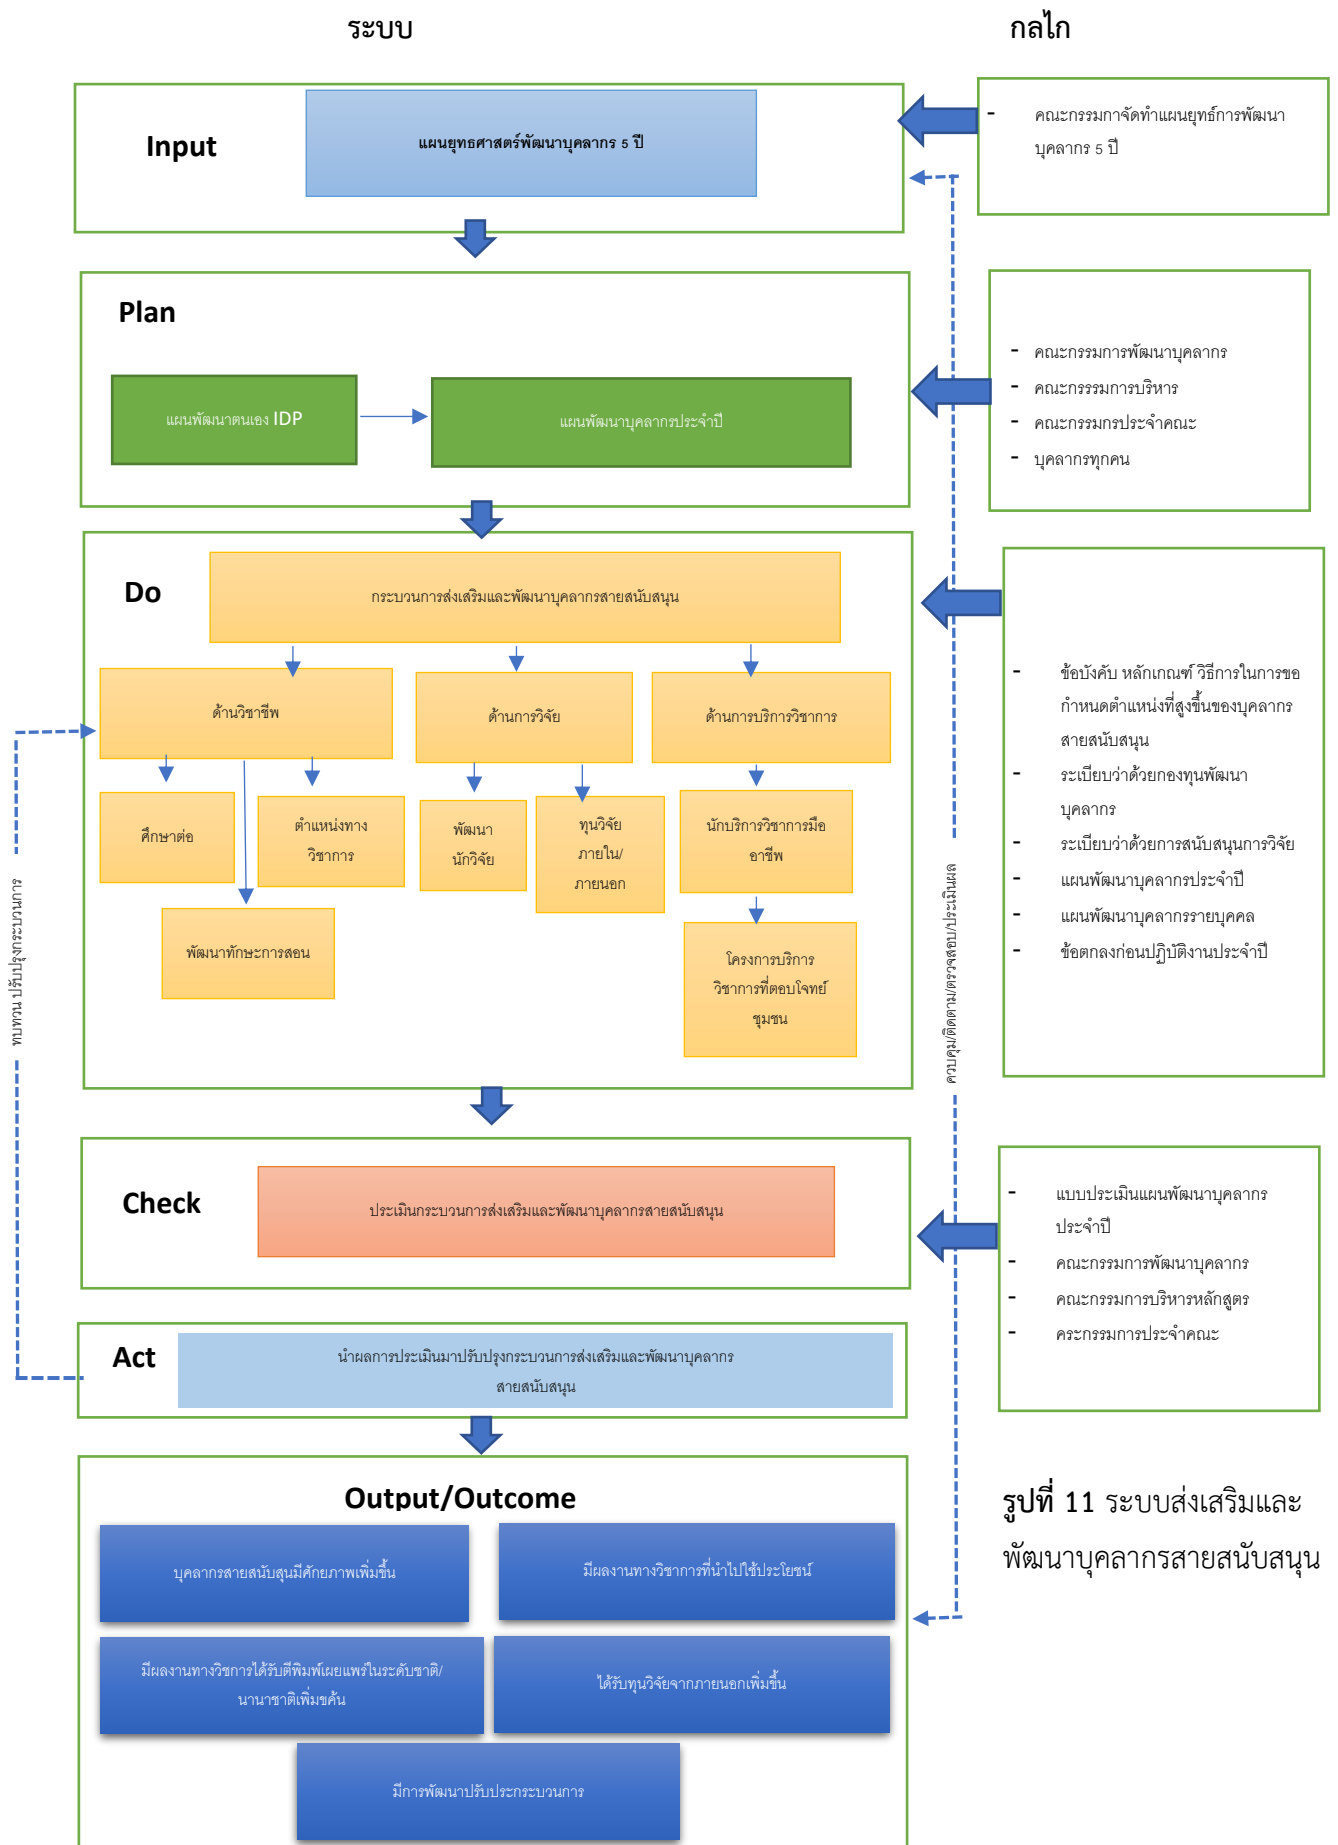 ระบบ
กลไก
Input
แผนยุทธศาสตร์พัฒนาบุคลากร 5 ปี
- คณะกรรมกาจัดทำแผนยุทธ์การพัฒนา
บุคลากร 5 ปี
Plan
แผนพัฒนาตนเอง IDP
แผนพัฒนาบุคลากรประจำปี
- คณะกรรมการพัฒนาบุคลากร
- คณะกรรรมการบริหาร
- คณะกรรมกรประจำคณะ
- บุคลากรทุกคน
Do
กระบวนการส่งเสริมและพัฒนาบุคลากรสายสนับสนุน
ด้านวิชาชีพ
ด้านการวิจัย
ด้านการบริการวิชาการ
ศึกษาต่อ
ตำแหน่งทาง
วิชาการ
พัฒนาทักษะการสอน
พัฒนา
นักวิจัย
ทุนวิจัย
ภายใน/
ภายนอก
นักบริการวิชาการมือ
อาชีพ
โครงการบริการ
วิชาการที่ตอบโจทย์
ชุมชน
- ข้อบังคับ หลักเกณฑ์ วิธีการในการขอ
กำหนดตำแหน่งที่สูงขึ้นของบุคลากร
สายสนับสนุน
- ระเบียบว่าด้วยกองทุนพัฒนา
บุคลากร
- ระเบียบว่าด้วยการสนับสนุนการวิจัย
- แผนพัฒนาบุคลากรประจำปี
- แผนพัฒนาบุคลากรรายบุคคล
- ข้อตกลงก่อนปฏิบัติงานประจำปี
ทบทวน ปรับปรุงกระบวนการ
ควบคุม/ติดตาม/ตรวจสอบ/ประเมินผล
Check
ประเมินกระบวนการส่งเสริมและพัฒนาบุคลากรสายสนับสนุน
- แบบประเมินแผนพัฒนาบุคลากร
ประจำปี
- คณะกรรมการพัฒนาบุคลากร
- คณะกรรมการบริหารหลักสูตร
- คระกรรมการประจำคณะ
Act
นำผลการประเมินมาปรับปรุงกระบวนการส่งเสริมและพัฒนาบุคลากร
สายสนับสนุน
Output/Outcome
บุคลากรสายสนับสุนมีศักยภาพเพิ่มขึ้น
มีผลงานทางวิชาการที่นำไปใช้ประโยชน์
มีผลงานทางวิชการได้รับตีพิมพ์เผยแพร่ในระดับชาติ/
นานาชาติเพิ่มขค้น
ได้รับทุนวิจัยจากภายนอกเพิ่มขึ้น
มีการพัฒนาปรับประกระบวนการ
รูปที่ 11 ระบบส่งเสริมและ
พัฒนาบุคลากรสายสนับสนุน